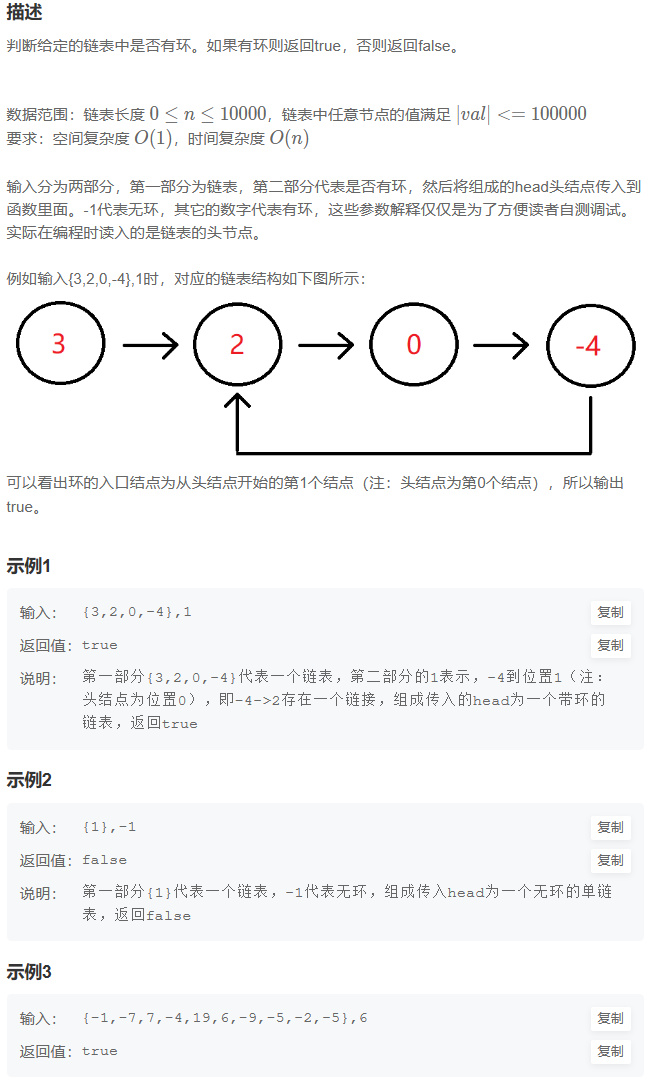 描述
判断给定的链表中是否有环。如果有环则返回true，否则返回false。
数据范围：链表长度 0 ≤ n ≤ 10000，链表中任意节点的值满足 |val| <= 100000
要求：空间复杂度 O(1)，时间复杂度 O(n)
输入分为两部分，第一部分为链表，第二部分代表是否有环，然后将组成的head头结点传入到
函数里面。-1代表无环，其它的数字代表有环，这些参数解释仅仅是为了方便读者自测调试。
实际在编程时读入的是链表的头节点。
例如输入{3,2,0,-4},1时，对应的链表结构如下图所示：
3 2 0 -4
可以看出环的入口结点为从头结点开始的第1个结点（注：头结点为第0个结点），所以输出
true。
示例1
输入： {3,2,0,-4},1 复制
返回值：true 复制
说明： 第一部分{3,2,0,-4}代表一个链表，第二部分的1表示，-4到位置1（注：
头结点为位置0），即-4->2存在一个链接，组成传入的head为一个带环的
链表，返回true
示例2
输入： {1},-1 复制
返回值：false 复制
说明： 第一部分{1}代表一个链表，-1代表无环，组成传入head为一个无环的单链
表，返回false
示例3
输入： {-1,-7,7,-4,19,6,-9,-5,-2,-5},6 复制
返回值：true 复制